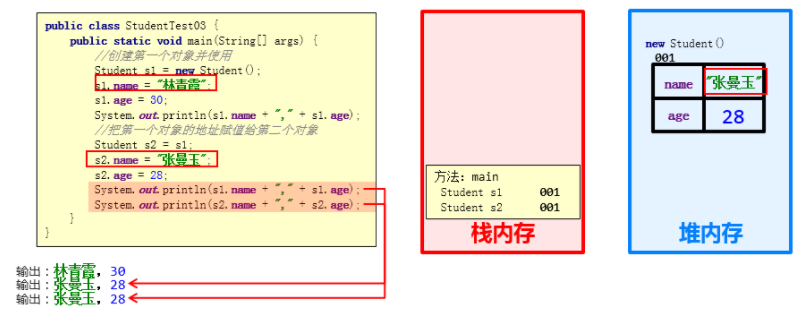 public class StudentTest03 {
public static void main(String[] args) {
//创建第一个对象并使用
Student s1 = new Student();
s1.name = "林青霞";
s1.age = 30;
System.out.println(s1.name + "," + s1.age);
//把第一个对象的地址赋值给第二个对象
Student s2 = s1;
s2.name = "张曼玉";
s2.age = 28;
System.out.println(s1.name + "," + s1.age);
System.out.println(s2.name + "," + s2.age);
}
}
输出：林青霞，30
输出：张曼玉，28
输出：张曼玉，28
方法：main
Student s1 001
Student s2 001
栈内存
new Student()
001
name "张曼玉"
age 28
堆内存